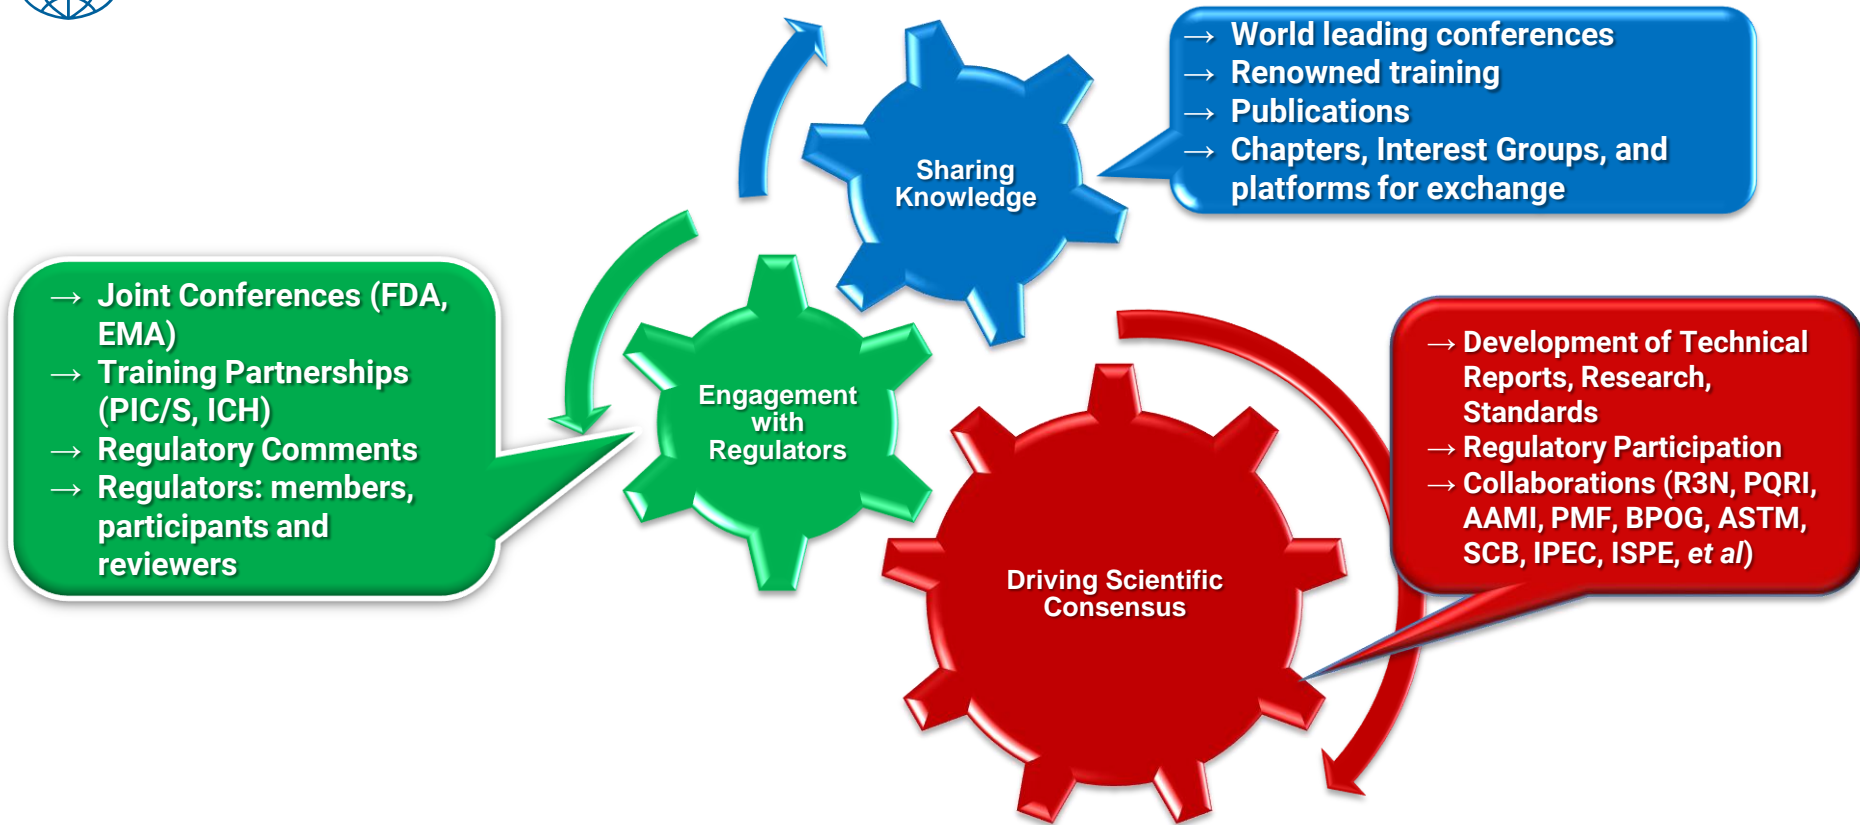 → World leading conferences
→ Renowned training
→ Publications
→ Chapters, Interest Groups, and
platforms for exchange
Sharing
Knowledge
→ Joint Conferences (FDA,
EMA)
→ Training Partnerships
(PIC/S, ICH)
→ Regulatory Comments
→ Regulators: members,
participants and
reviewers
Engagement
with
Regulators
→ Development of Technical
Reports, Research,
Standards
→ Regulatory Participation
→ Collaborations (R3N, PQRI,
AAMI, PMF, BPOG, ASTM,
SCB, IPEC, ISPE, et al)
Driving Scientific
Consensus